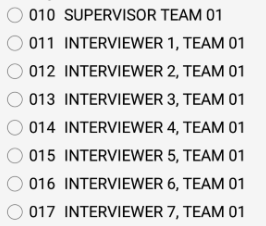 010 SUPERVISOR TEAM 01
011 INTERVIEWER 1, TEAM 01
012 INTERVIEWER 2, TEAM 01
013 INTERVIEWER 3, TEAM 01
014 INTERVIEWER 4, TEAM 01
015 INTERVIEWER 5, TEAM 01
016 INTERVIEWER 6, TEAM 01
017 INTERVIEWER 7, TEAM 01